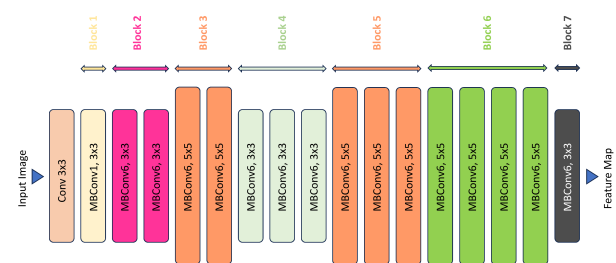 Block 1
Block 2
Block 3
Block 4
Block 5
Block 6
Block 7
Input Image
Conv 3x3
MBConv1, 3x3
MBConv6, 3x3
MBConv6, 3x3
MBConv6, 5x5
MBConv6, 5x5
MBConv6, 3x3
MBConv6, 3x3
MBConv6, 3x3
MBConv6, 5x5
MBConv6, 5x5
MBConv6, 5x5
MBConv6, 5x5
MBConv6, 5x5
MBConv6, 5x5
MBConv6, 5x5
MBConv6, 3x3
Feature Map